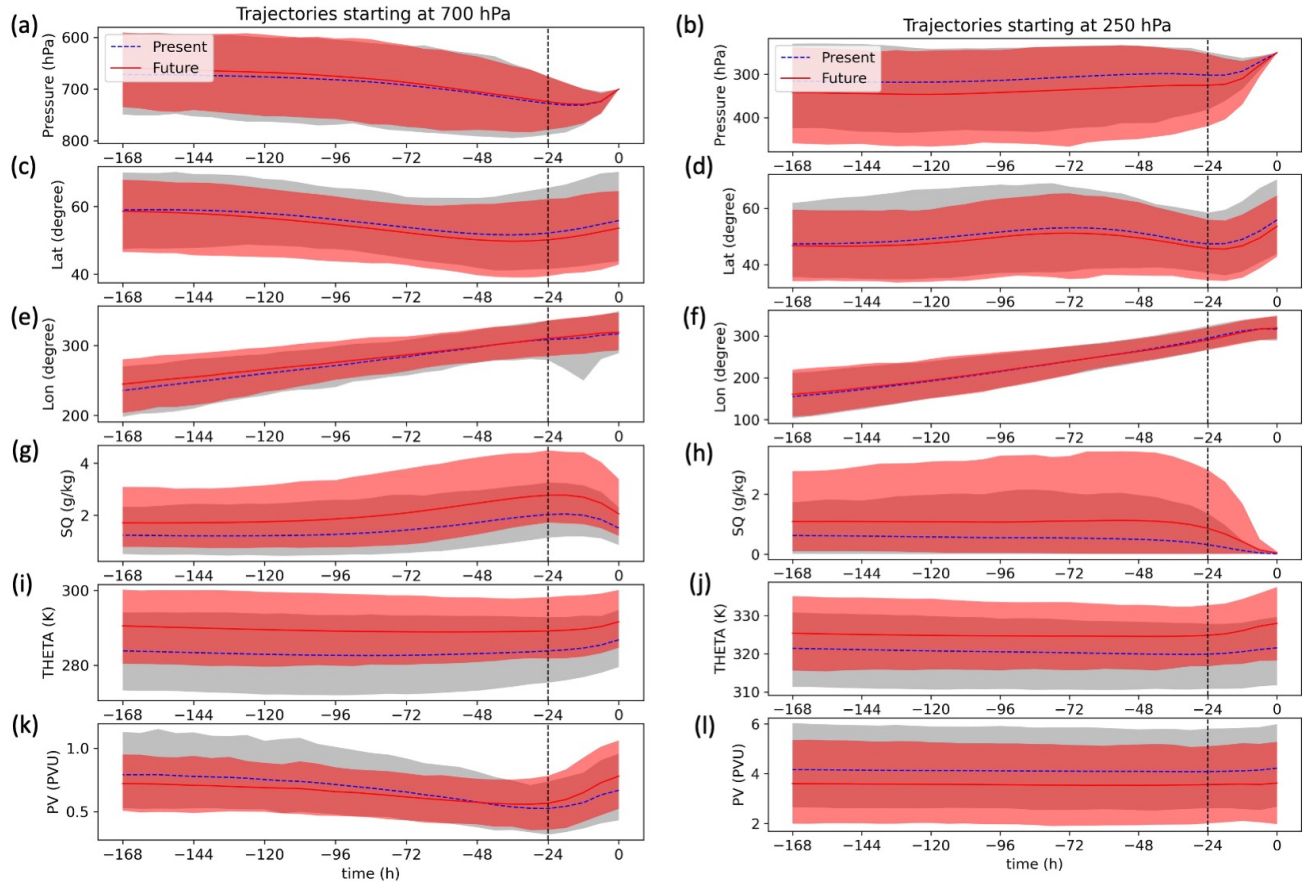 Trajectories starting at 700 hPa
(a)
Pressure (hPa)
600
700
800
Present
Future
−168 −144 −120 −96 −72 −48 −24 0
Trajectories starting at 250 hPa
(b)
Pressure (hPa)
300
400
Present
Future
−168 −144 −120 −96 −72 −48 −24 0
(c)
Lat (degree)
60
40
−168 −144 −120 −96 −72 −48 −24 0
(d)
Lat (degree)
60
40
−168 −144 −120 −96 −72 −48 −24 0
(e)
Lon (degree)
300
200
−168 −144 −120 −96 −72 −48 −24 0
(f)
Lon (degree)
300
200
100
−168 −144 −120 −96 −72 −48 −24 0
(g)
SQ (g/kg)
4
2
−168 −144 −120 −96 −72 −48 −24 0
(h)
SQ (g/kg)
2
0
−168 −144 −120 −96 −72 −48 −24 0
(i)
THETA (K)
300
280
−168 −144 −120 −96 −72 −48 −24 0
(j)
THETA (K)
330
320
310
−168 −144 −120 −96 −72 −48 −24 0
(k)
PV (PVU)
1.0
0.5
−168 −144 −120 −96 −72 −48 −24 0
time (h)
(l)
PV (PVU)
6
4
2
−168 −144 −120 −96 −72 −48 −24 0
time (h)